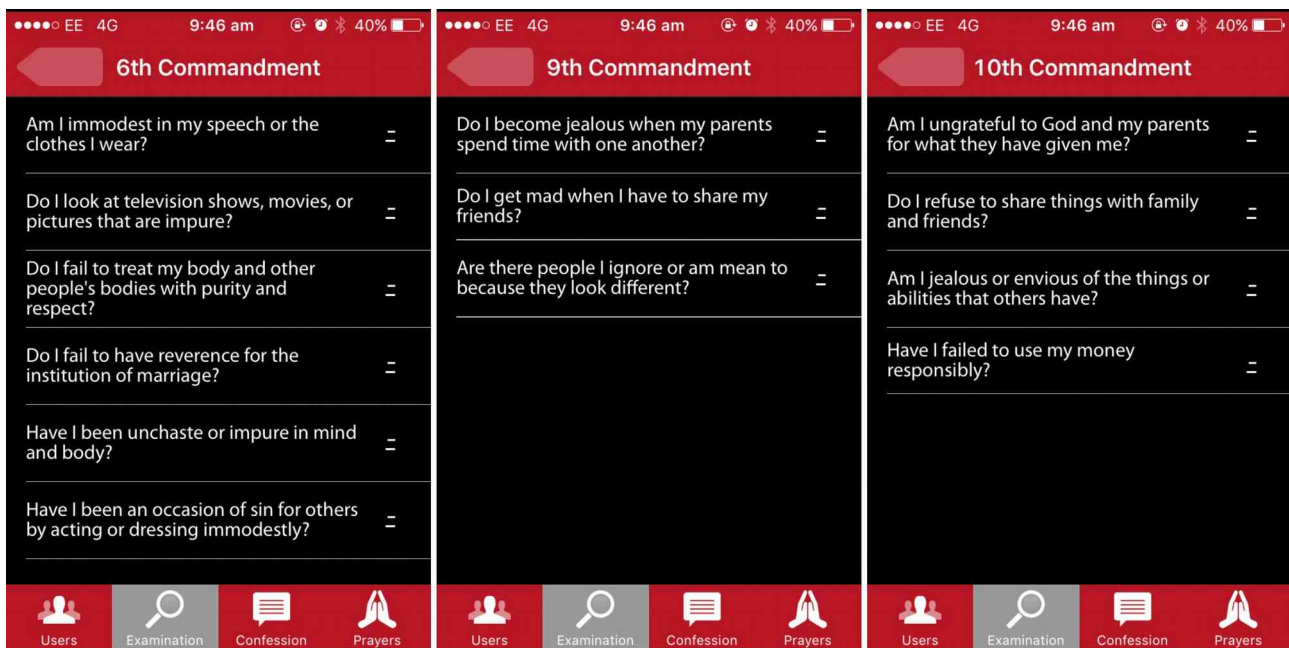 EE 4G 9:46 am 40%
6th Commandment
Am I immodest in my speech or the
clothes I wear?
Do I look at television shows, movies, or
pictures that are impure?
Do I fail to treat my body and other
people's bodies with purity and
respect?
Do I fail to have reverence for the
institution of marriage?
Have I been unchaste or impure in mind
and body?
Have I been an occasion of sin for others
by acting or dressing immodestly?
Users Examination Confession Prayers
EE 4G 9:46 am 40%
9th Commandment
Do I become jealous when my parents
spend time with one another?
Do I get mad when I have to share my
friends?
Are there people I ignore or am mean to
because they look different?
Users Examination Confession Prayers
EE 4G 9:46 am 40%
10th Commandment
Am I ungrateful to God and my parents
for what they have given me?
Do I refuse to share things with family
and friends?
Am I jealous or envious of the things or
abilities that others have?
Have I failed to use my money
responsibly?
Users Examination Confession Prayers